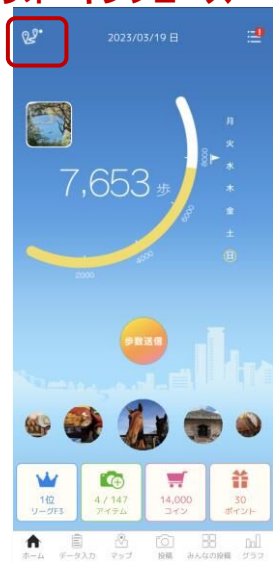 2023/03/19 日
月
火
水
木
金
土
日
7,653 歩
8000
6000
4000
2000
歩数送信
1位
リーグF3
4 / 147
アイテム
14,000
コイン
30
ポイント
ホーム
データ入力
マップ
投稿
みんなの投稿
グラフ